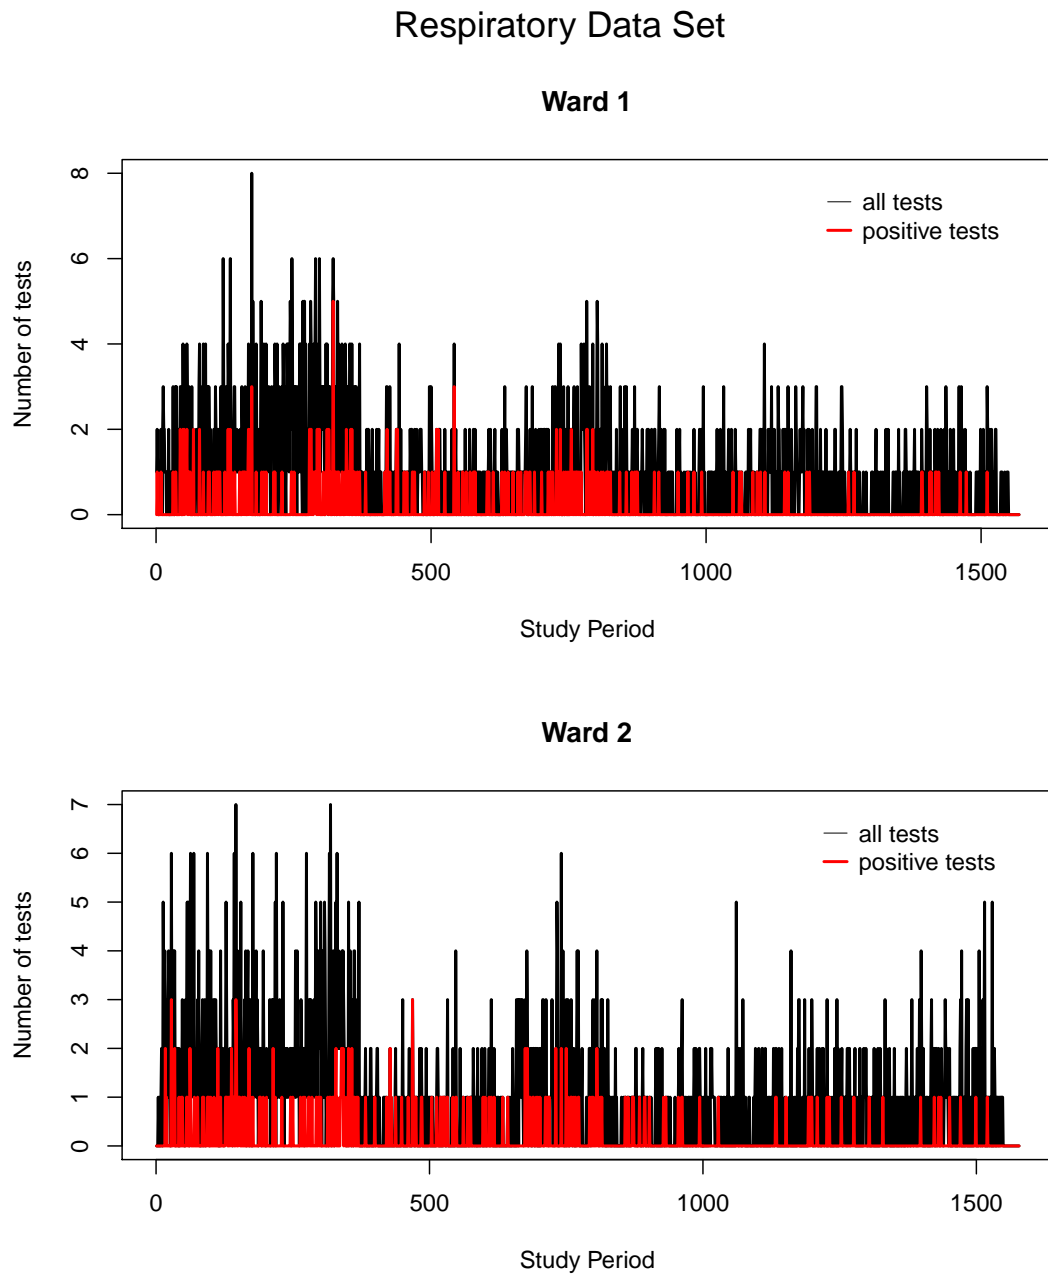 Respiratory Data Set
Ward 1
8
6
4
2
0
Number of tests
all tests
positive tests
0 500 1000 1500
Study Period
Ward 2
7
6
5
4
3
2
1
0
Number of tests
all tests
positive tests
0 500 1000 1500
Study Period